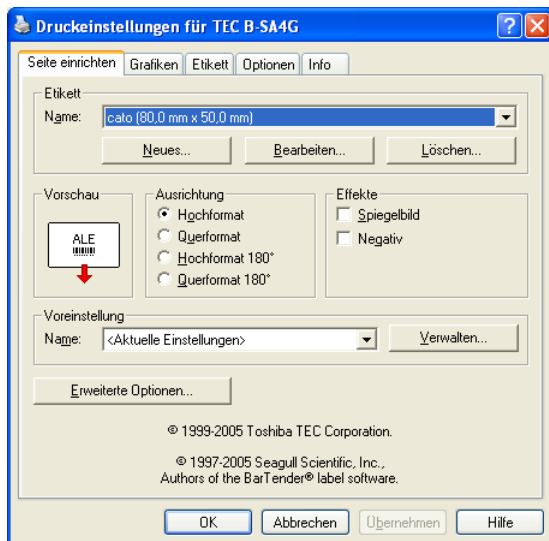 Druckeinstellungen für TEC B-SA4G
Seite einrichten Grafiken Etikett Optionen Info
Etikett
Name: cato (80,0 mm x 50,0 mm)
Neues... Bearbeiten... Löschen...
Vorschau
ALE
Ausrichtung
Hochformat
Querformat
Hochformat 180°
Querformat 180°
Effekte
Spiegelbild
Negativ
Voreinstellung
Name: <Aktuelle Einstellungen> Verwalten...
Erweiterte Optionen...
© 1999-2005 Toshiba TEC Corporation.
© 1997-2005 Seagull Scientific, Inc.,
Authors of the BarTender® label software.
OK Abbrechen Übernehmen Hilfe